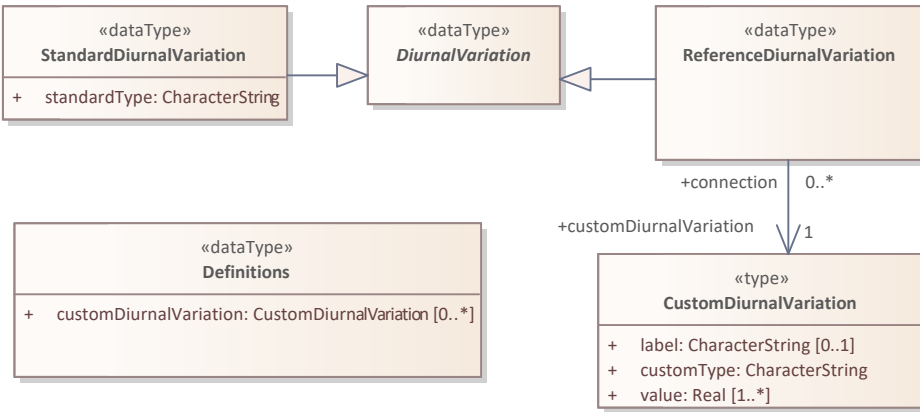 «dataType»
StandardDiurnalVariation
+ standardType: CharacterString
«dataType»
DiurnalVariation
«dataType»
ReferenceDiurnalVariation
+connection 0..*
+customDiurnalVariation 1
«dataType»
Definitions
+ customDiurnalVariation: CustomDiurnalVariation [0..*]
«type»
CustomDiurnalVariation
+ label: CharacterString [0..1]
+ customType: CharacterString
+ value: Real [1..*]